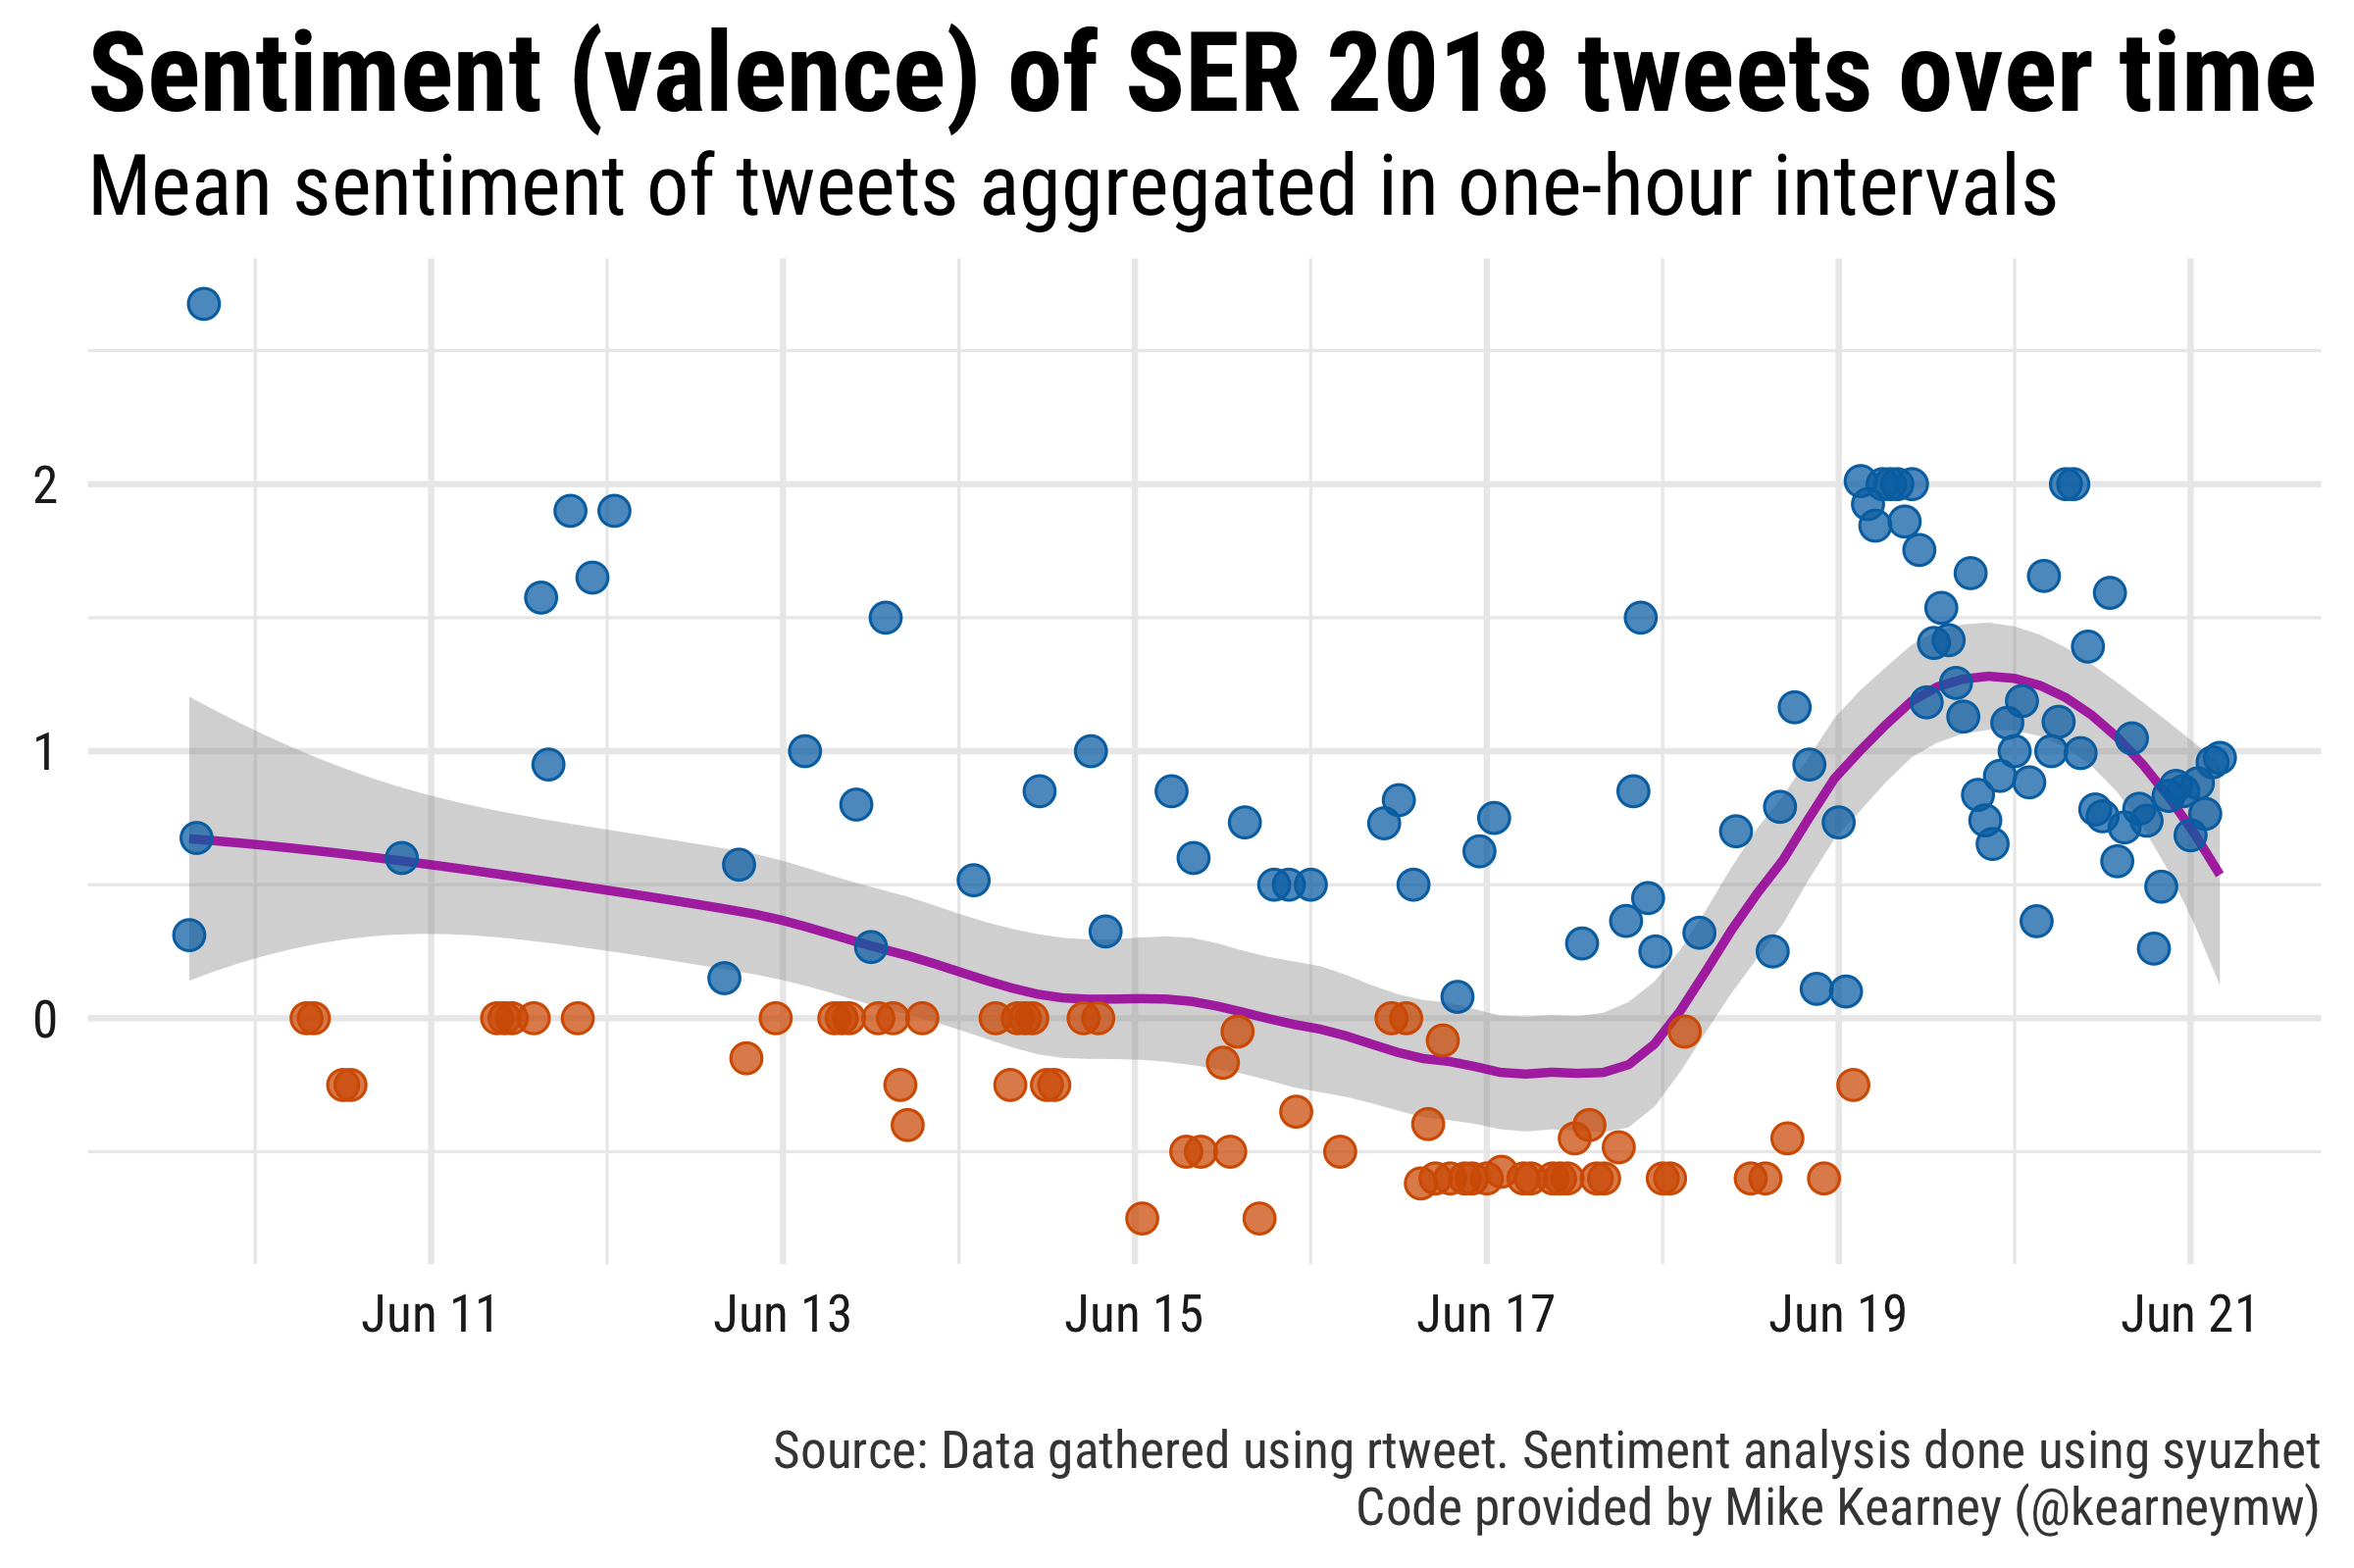 Sentiment (valence) of SER 2018 tweets over time
Mean sentiment of tweets aggregated in one-hour intervals
2
1
0
Jun 11 Jun 13 Jun 15 Jun 17 Jun 19 Jun 21
Source: Data gathered using rtweet. Sentiment analysis done using syuzhet
Code provided by Mike Kearney (@kearneymw)